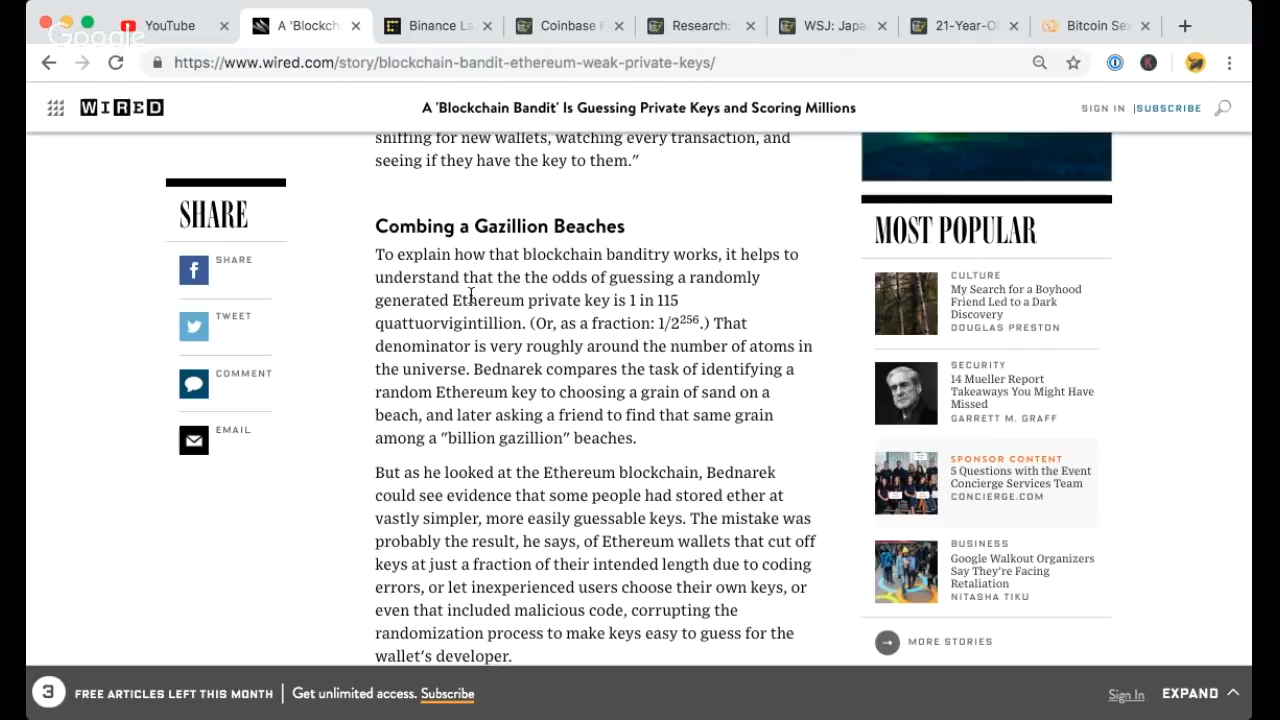 Google
YouTube
A 'Blockch
Binance La
Coinbase
Research:
WSJ: Japa
21-Year-O
Bitcoin Se
https://www.wired.com/story/blockchain-bandit-ethereum-weak-private-keys/
WIRED
A 'Blockchain Bandit' Is Guessing Private Keys and Scoring Millions
SIGN IN | SUBSCRIBE
sniffing for new wallets, watching every transaction, and
seeing if they have the key to them."
Combing a Gazillion Beaches
To explain how that blockchain banditry works, it helps to
understand that the the odds of guessing a randomly
generated Ethereum private key is 1 in 115
quattuorvigintillion. (Or, as a fraction: 1/2²⁵⁶.) That
denominator is very roughly around the number of atoms in
the universe. Bednarek compares the task of identifying a
random Ethereum key to choosing a grain of sand on a
beach, and later asking a friend to find that same grain
among a "billion gazillion" beaches.
But as he looked at the Ethereum blockchain, Bednarek
could see evidence that some people had stored ether at
vastly simpler, more easily guessable keys. The mistake was
probably the result, he says, of Ethereum wallets that cut off
keys at just a fraction of their intended length due to coding
errors, or let inexperienced users choose their own keys, or
even that included malicious code, corrupting the
randomization process to make keys easy to guess for the
wallet's developer.
SHARE
SHARE
TWEET
COMMENT
EMAIL
MOST POPULAR
CULTURE
My Search for a Boyhood
Friend Led to a Dark
Discovery
DOUGLAS PRESTON
SECURITY
14 Mueller Report
Takeaways You Might Have
Missed
GARRETT M. GRAFF
SPONSOR CONTENT
5 Questions with the Event
Concierge Services Team
CONCIERGE.COM
BUSINESS
Google Walkout Organizers
Say They're Facing
Retaliation
NITASHA TIKU
MORE STORIES
3 FREE ARTICLES LEFT THIS MONTH | Get unlimited access. Subscribe
Sign In
EXPAND